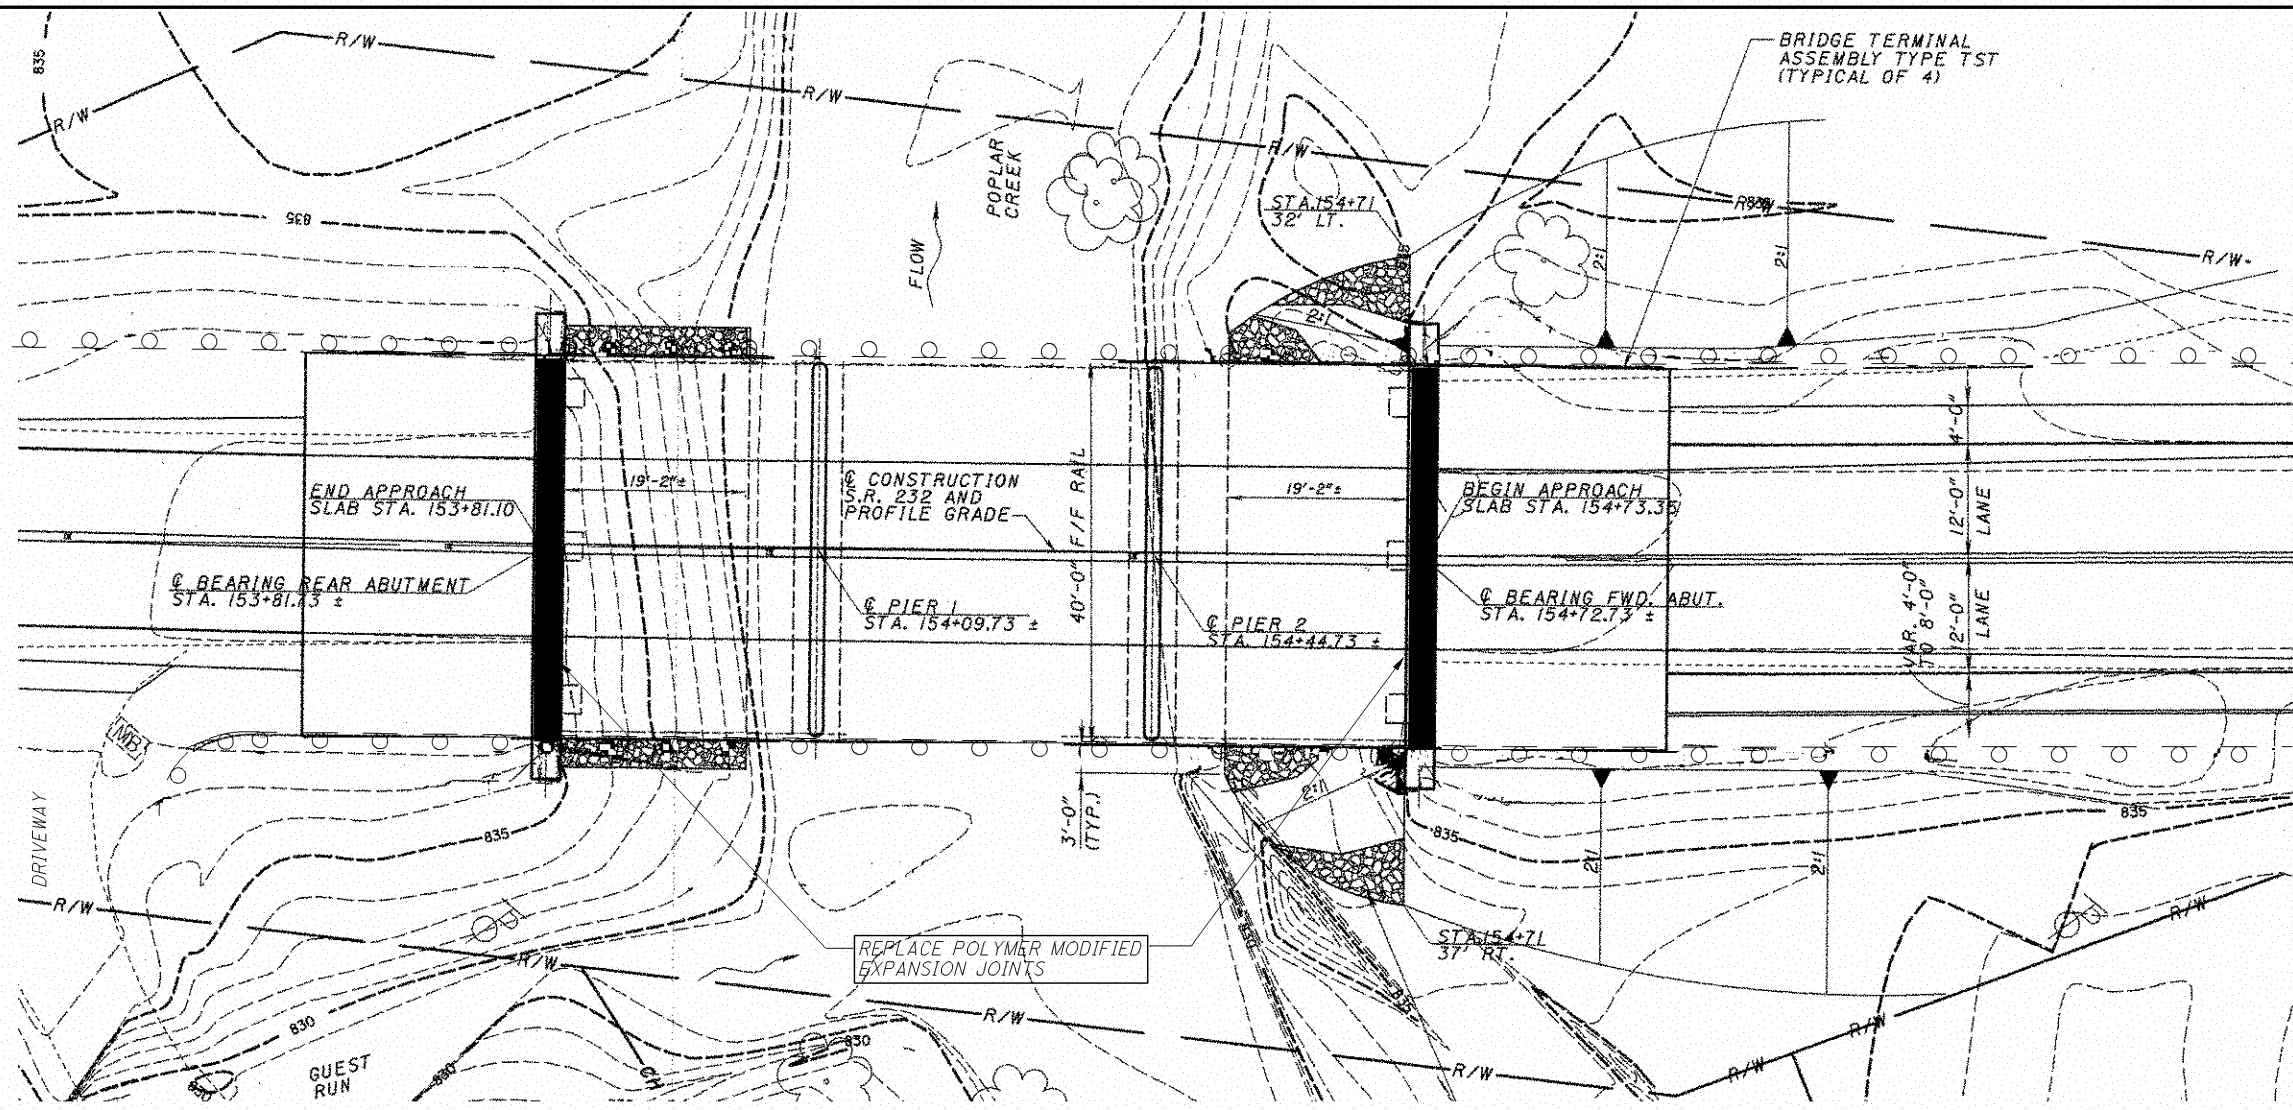 835
R/W
R/W
R/W
BRIDGE TERMINAL
ASSEMBLY TYPE TST
(TYPICAL OF 4)
POPLAR
CREEK
FLOW
R/W
STA.154+71
32' LT.
835
2:1
2:1
R/W
2:1
END APPROACH
SLAB STA. 153+81.10
19'-2"±
℄ CONSTRUCTION
S.R. 232 AND
PROFILE GRADE
40'-0" F/F RAIL
19'-2"±
BEGIN APPROACH
SLAB STA. 154+73.35
4'-0"
12'-0"
LANE
℄ BEARING REAR ABUTMENT
STA. 153+81.73 ±
℄ PIER 1
STA. 154+09.73 ±
℄ PIER 2
STA. 154+44.73 ±
℄ BEARING FWD. ABUT.
STA. 154+72.73 ±
VAR. 4'-0"
TO 8'-0"
12'-0"
LANE
MB
DRIVEWAY
835
3'-0"
(TYP.)
2:1
835
835
2:1
2:1
R/W
R/W
REPLACE POLYMER MODIFIED
EXPANSION JOINTS
STA.154+71
37' RT.
R/W
830
R/W
R/W
830
830
GUEST
RUN
R/W
R/W